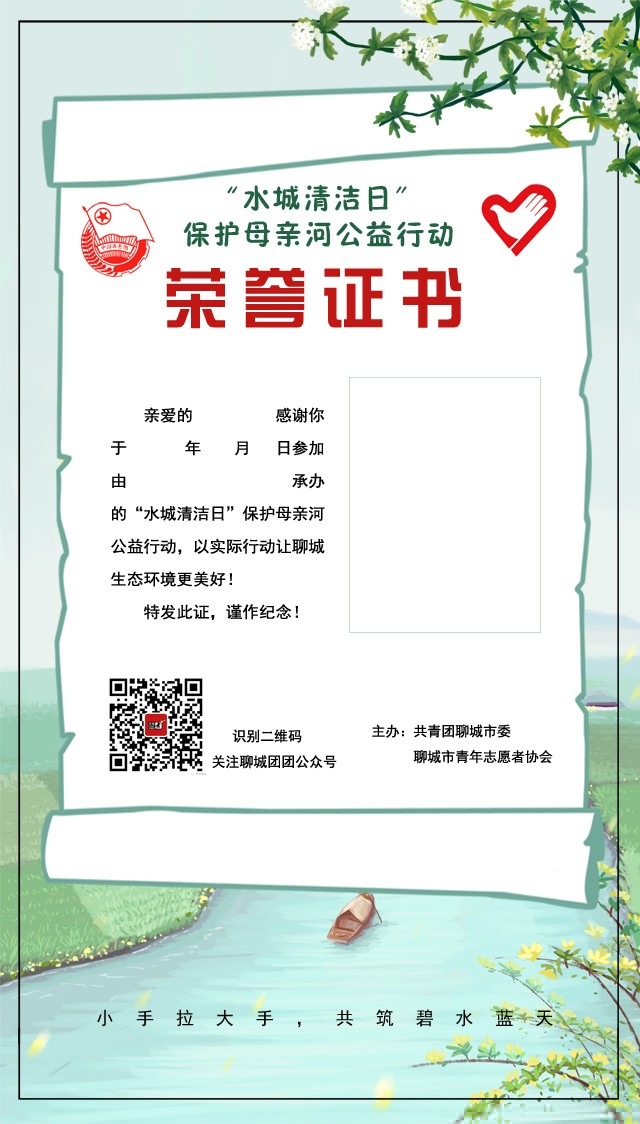 “水城清洁日”
保护母亲河公益行动
荣誉证书
亲爱的 感谢你
于 年 月 日参加
由 承办
的“水城清洁日”保护母亲河
公益行动，以实际行动让聊城
生态环境更美好！
特发此证，谨作纪念！
识别二维码
关注聊城团团公众号
主办：共青团聊城市委
聊城市青年志愿者协会
小手拉大手，共筑碧水蓝天